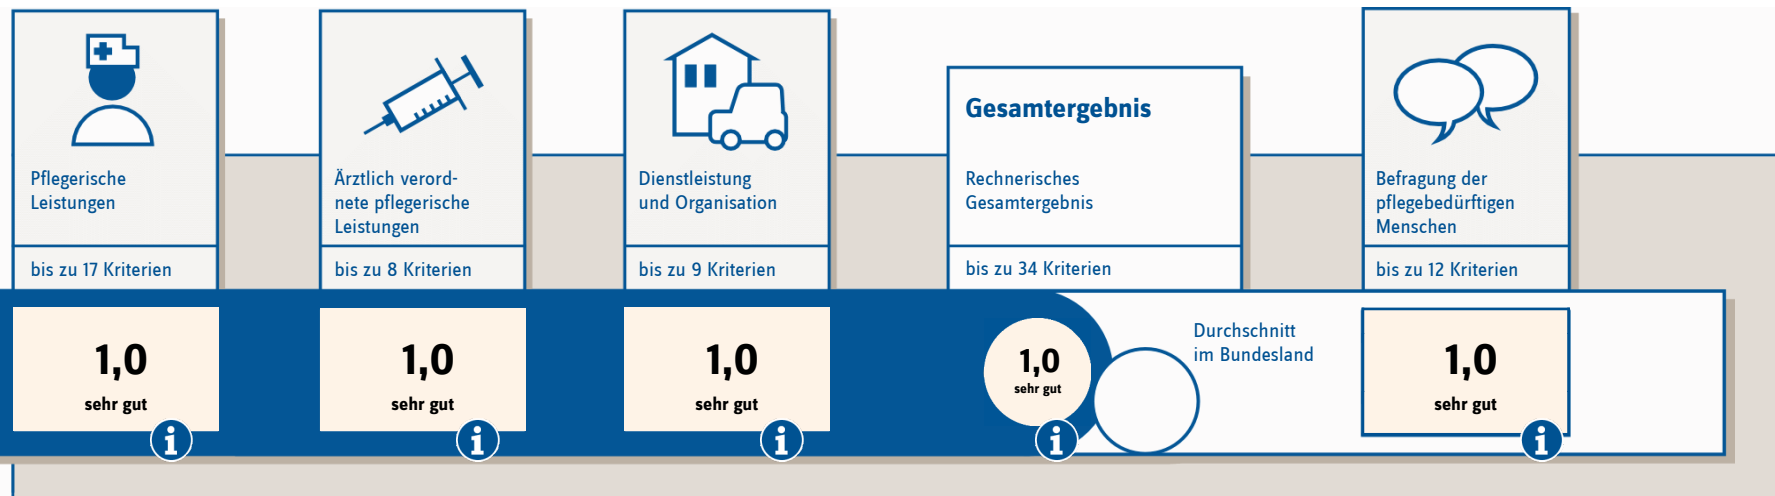 Pflegerische
Leistungen
bis zu 17 Kriterien
1,0
sehr gut
i
Ärztlich verord-
nete pflegerische
Leistungen
bis zu 8 Kriterien
1,0
sehr gut
i
Dienstleistung
und Organisation
bis zu 9 Kriterien
1,0
sehr gut
i
Gesamtergebnis
Rechnerisches
Gesamtergebnis
bis zu 34 Kriterien
1,0
sehr gut
i
Durchschnitt
im Bundesland
Befragung der
pflegebedürftigen
Menschen
bis zu 12 Kriterien
1,0
sehr gut
i